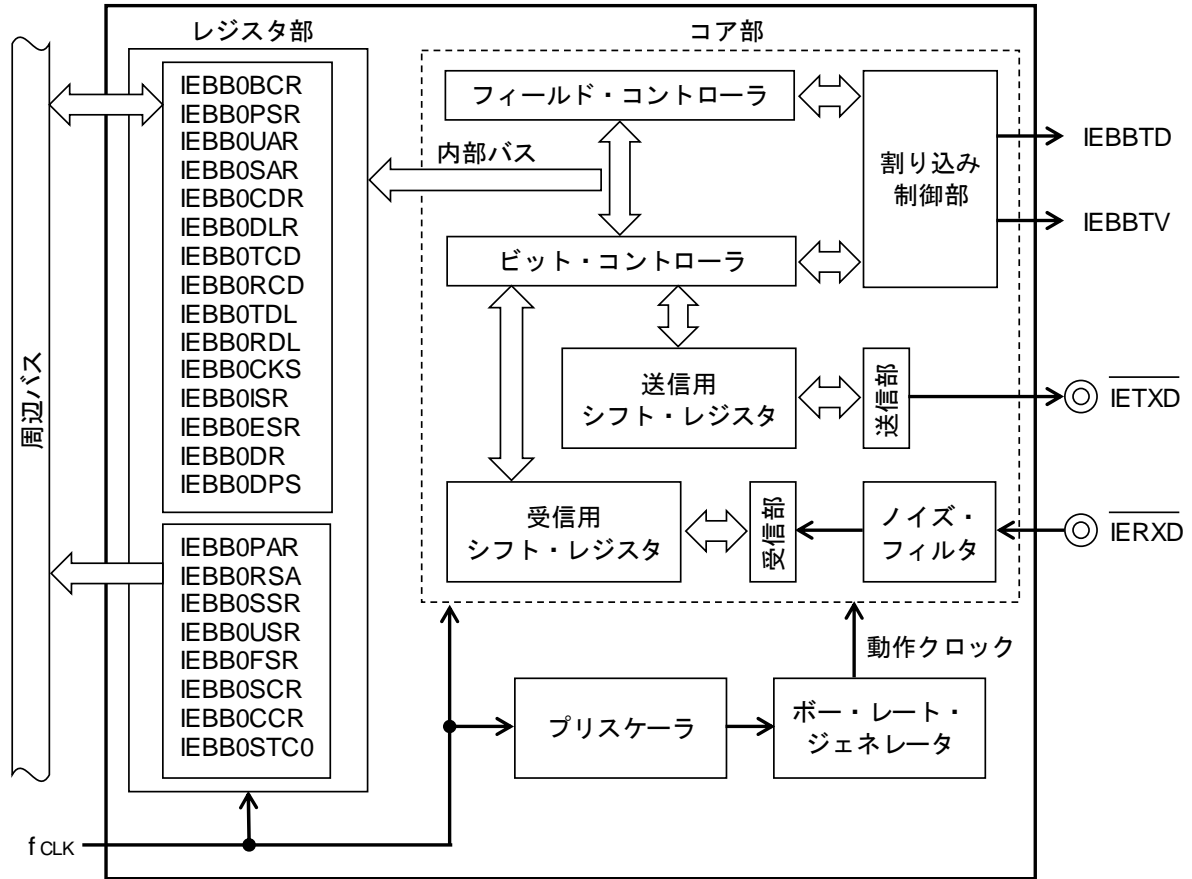 レジスタ部
コア部
IEBB0BCR
IEBB0PSR
IEBB0UAR
IEBB0SAR
IEBB0CDR
IEBB0DLR
IEBB0TCD
IEBB0RCD
IEBB0TDL
IEBB0RDL
IEBB0CKS
IEBB0ISR
IEBB0ESR
IEBB0DR
IEBB0DPS
IEBB0PAR
IEBB0RSA
IEBB0SSR
IEBB0USR
IEBB0FSR
IEBB0SCR
IEBB0CCR
IEBB0STC0
周辺バス
内部バス
フィールド・コントローラ
ビット・コントローラ
割り込み
制御部
IEBBTD
IEBBTV
送信用
シフト・レジスタ
送信部
IETXD
受信用
シフト・レジスタ
受信部
ノイズ・
フィルタ
IERXD
動作クロック
プリスケーラ
ボー・レート・
ジェネレータ
fCLK